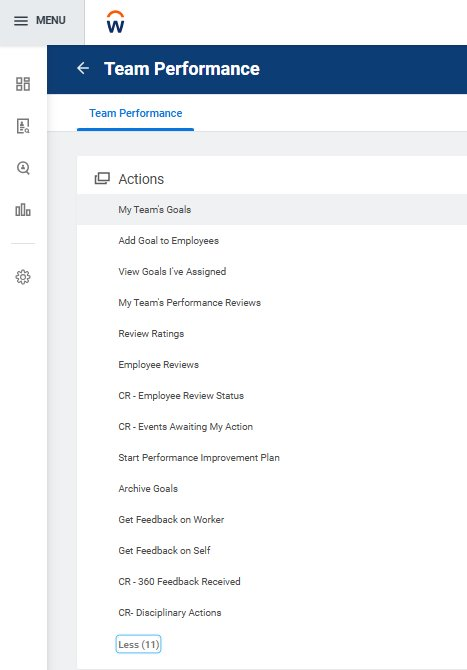 MENU
W
Team Performance
Team Performance
Actions
My Team's Goals
Add Goal to Employees
View Goals I've Assigned
My Team's Performance Reviews
Review Ratings
Employee Reviews
CR - Employee Review Status
CR - Events Awaiting My Action
Start Performance Improvement Plan
Archive Goals
Get Feedback on Worker
Get Feedback on Self
CR - 360 Feedback Received
CR- Disciplinary Actions
Less (11)